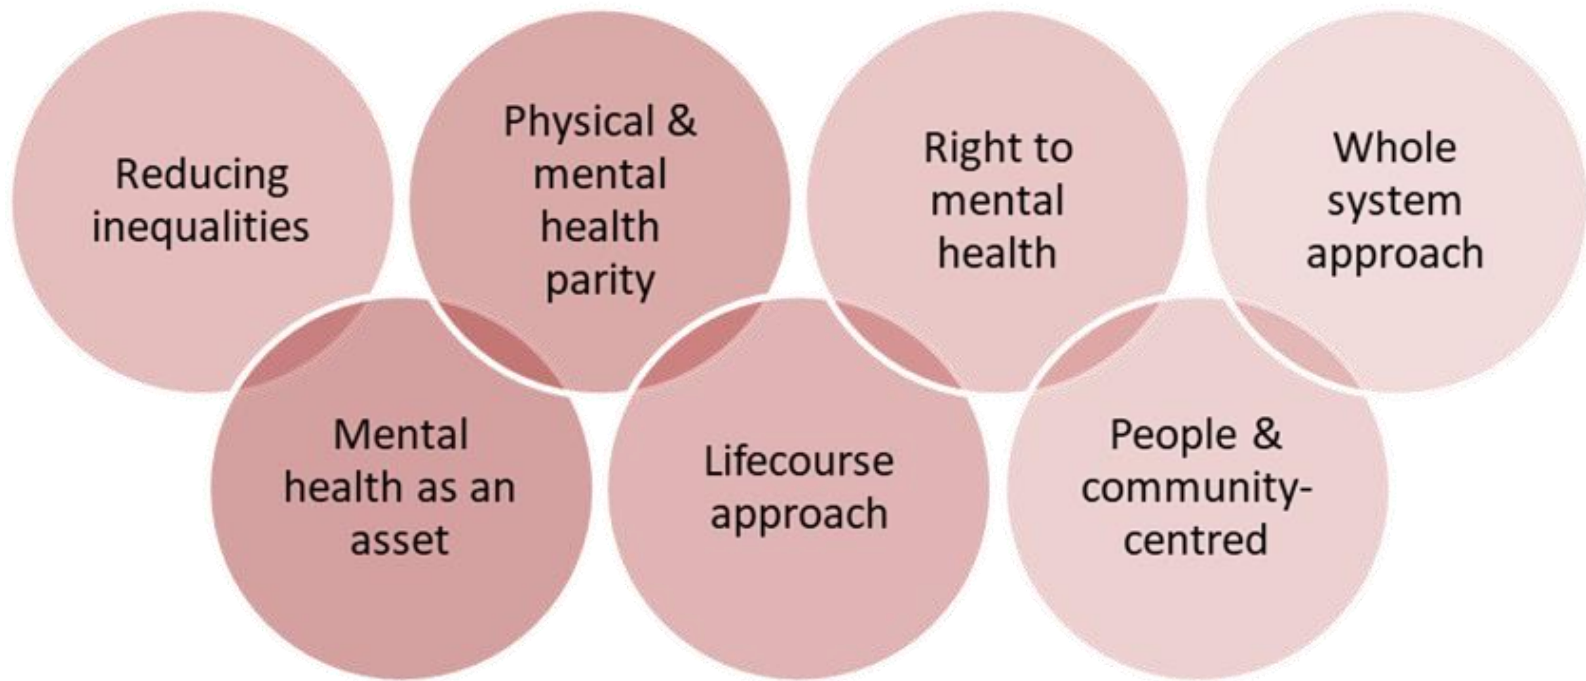 Reducing
inequalities
Physical &
mental
health
parity
Right to
mental
health
Whole
system
approach
Mental
health as an
asset
Lifecourse
approach
People &
community-
centred